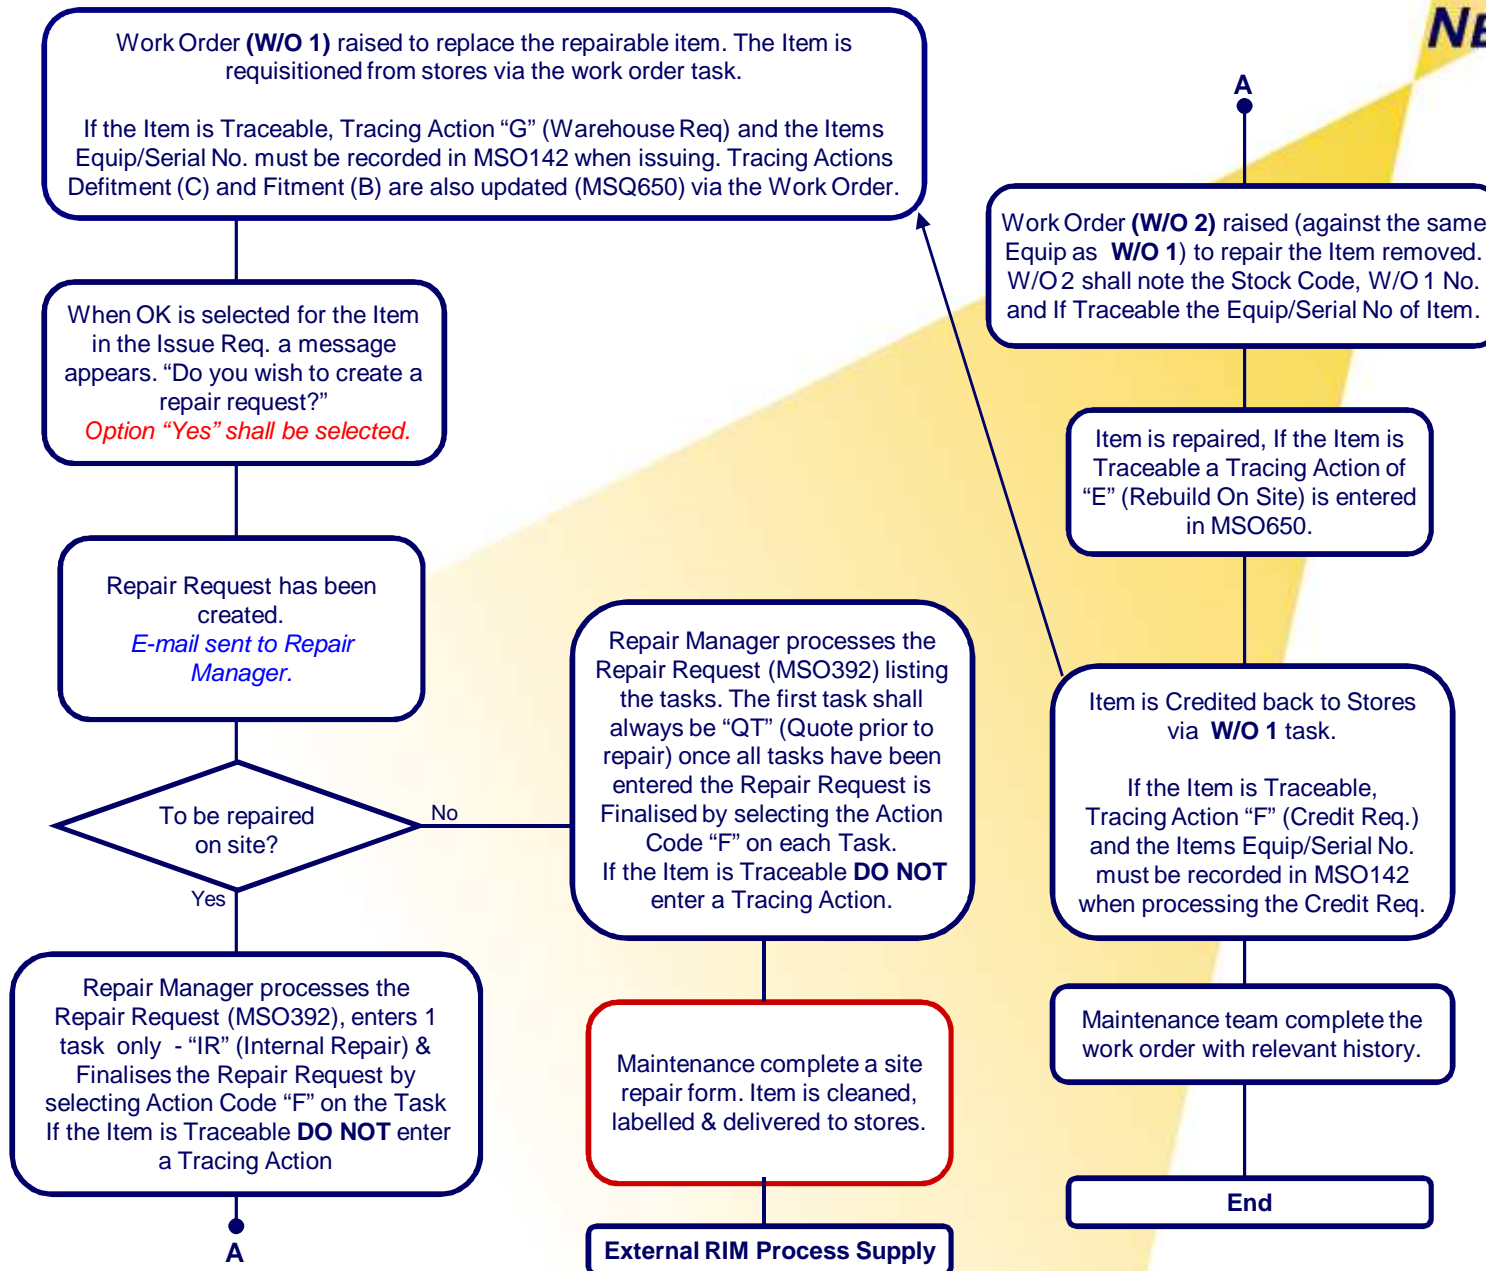 NE
Work Order (W/O 1) raised to replace the repairable item. The Item is
requisitioned from stores via the work order task.
If the Item is Traceable, Tracing Action “G” (Warehouse Req) and the Items
Equip/Serial No. must be recorded in MSO142 when issuing. Tracing Actions
Defitment (C) and Fitment (B) are also updated (MSQ650) via the Work Order.
When OK is selected for the Item
in the Issue Req. a message
appears. “Do you wish to create a
repair request?”
Option “Yes” shall be selected.
Repair Request has been
created.
E-mail sent to Repair
Manager.
To be repaired
on site?
No
Yes
Repair Manager processes the
Repair Request (MSO392), enters 1
task only - “IR” (Internal Repair) &
Finalises the Repair Request by
selecting Action Code “F” on the Task
If the Item is Traceable DO NOT enter
a Tracing Action
A
Repair Manager processes the
Repair Request (MSO392) listing
the tasks. The first task shall
always be “QT” (Quote prior to
repair) once all tasks have been
entered the Repair Request is
Finalised by selecting the Action
Code “F” on each Task.
If the Item is Traceable DO NOT
enter a Tracing Action.
Maintenance complete a site
repair form. Item is cleaned,
labelled & delivered to stores.
External RIM Process Supply
A
Work Order (W/O 2) raised (against the same
Equip as W/O 1) to repair the Item removed.
W/O 2 shall note the Stock Code, W/O 1 No.
and If Traceable the Equip/Serial No of Item.
Item is repaired, If the Item is
Traceable a Tracing Action of
“E” (Rebuild On Site) is entered
in MSO650.
Item is Credited back to Stores
via W/O 1 task.
If the Item is Traceable,
Tracing Action “F” (Credit Req.)
and the Items Equip/Serial No.
must be recorded in MSO142
when processing the Credit Req.
Maintenance team complete the
work order with relevant history.
End